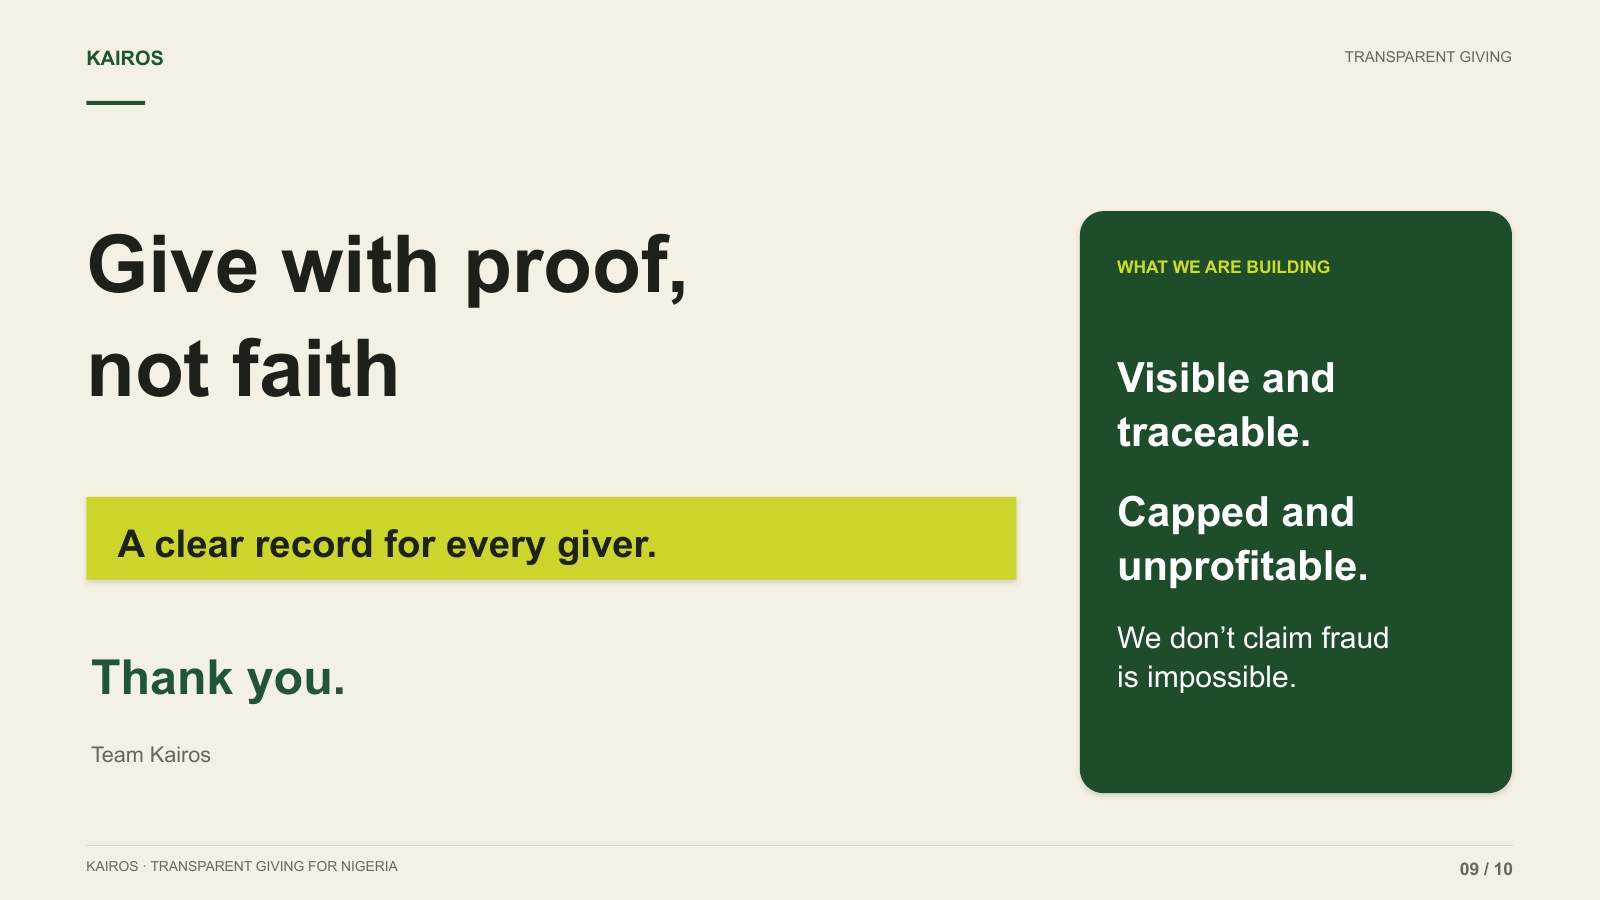 KAIROS
TRANSPARENT GIVING
Give with proof,
not faith
A clear record for every giver.
Thank you.
Team Kairos
WHAT WE ARE BUILDING
Visible and
traceable.
Capped and
unprofitable.
We don’t claim fraud
is impossible.
KAIROS · TRANSPARENT GIVING FOR NIGERIA
09 / 10